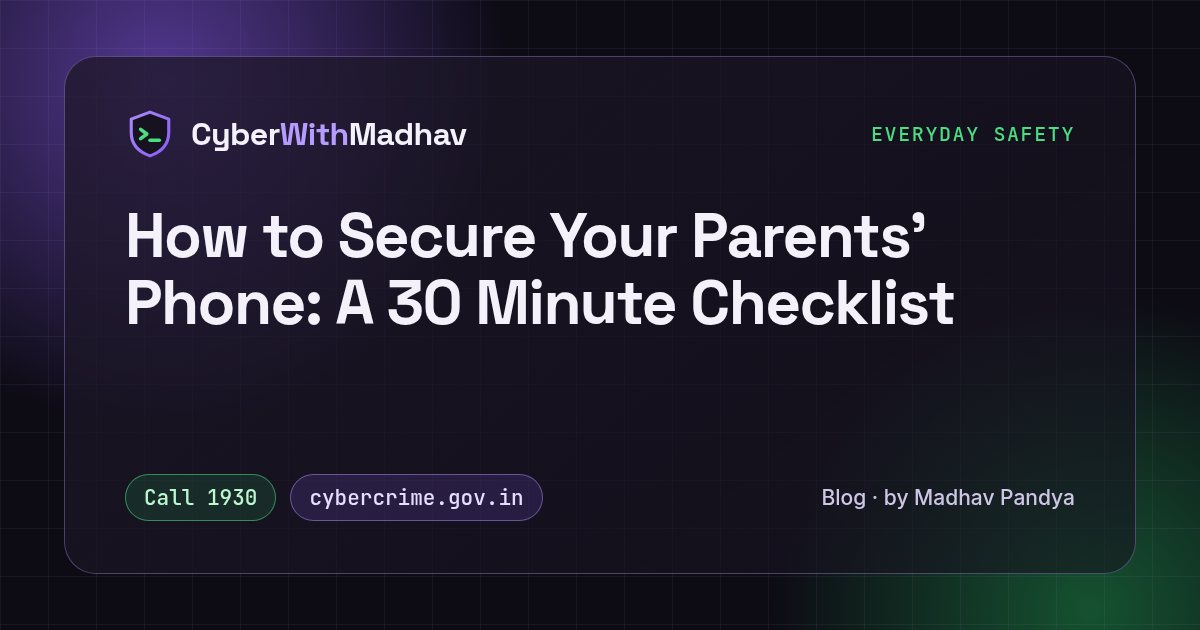 CyberWithMadhav
EVERYDAY SAFETY
How to Secure Your Parents’
Phone: A 30 Minute Checklist
Call 1930
cybercrime.gov.in
Blog · by Madhav Pandya